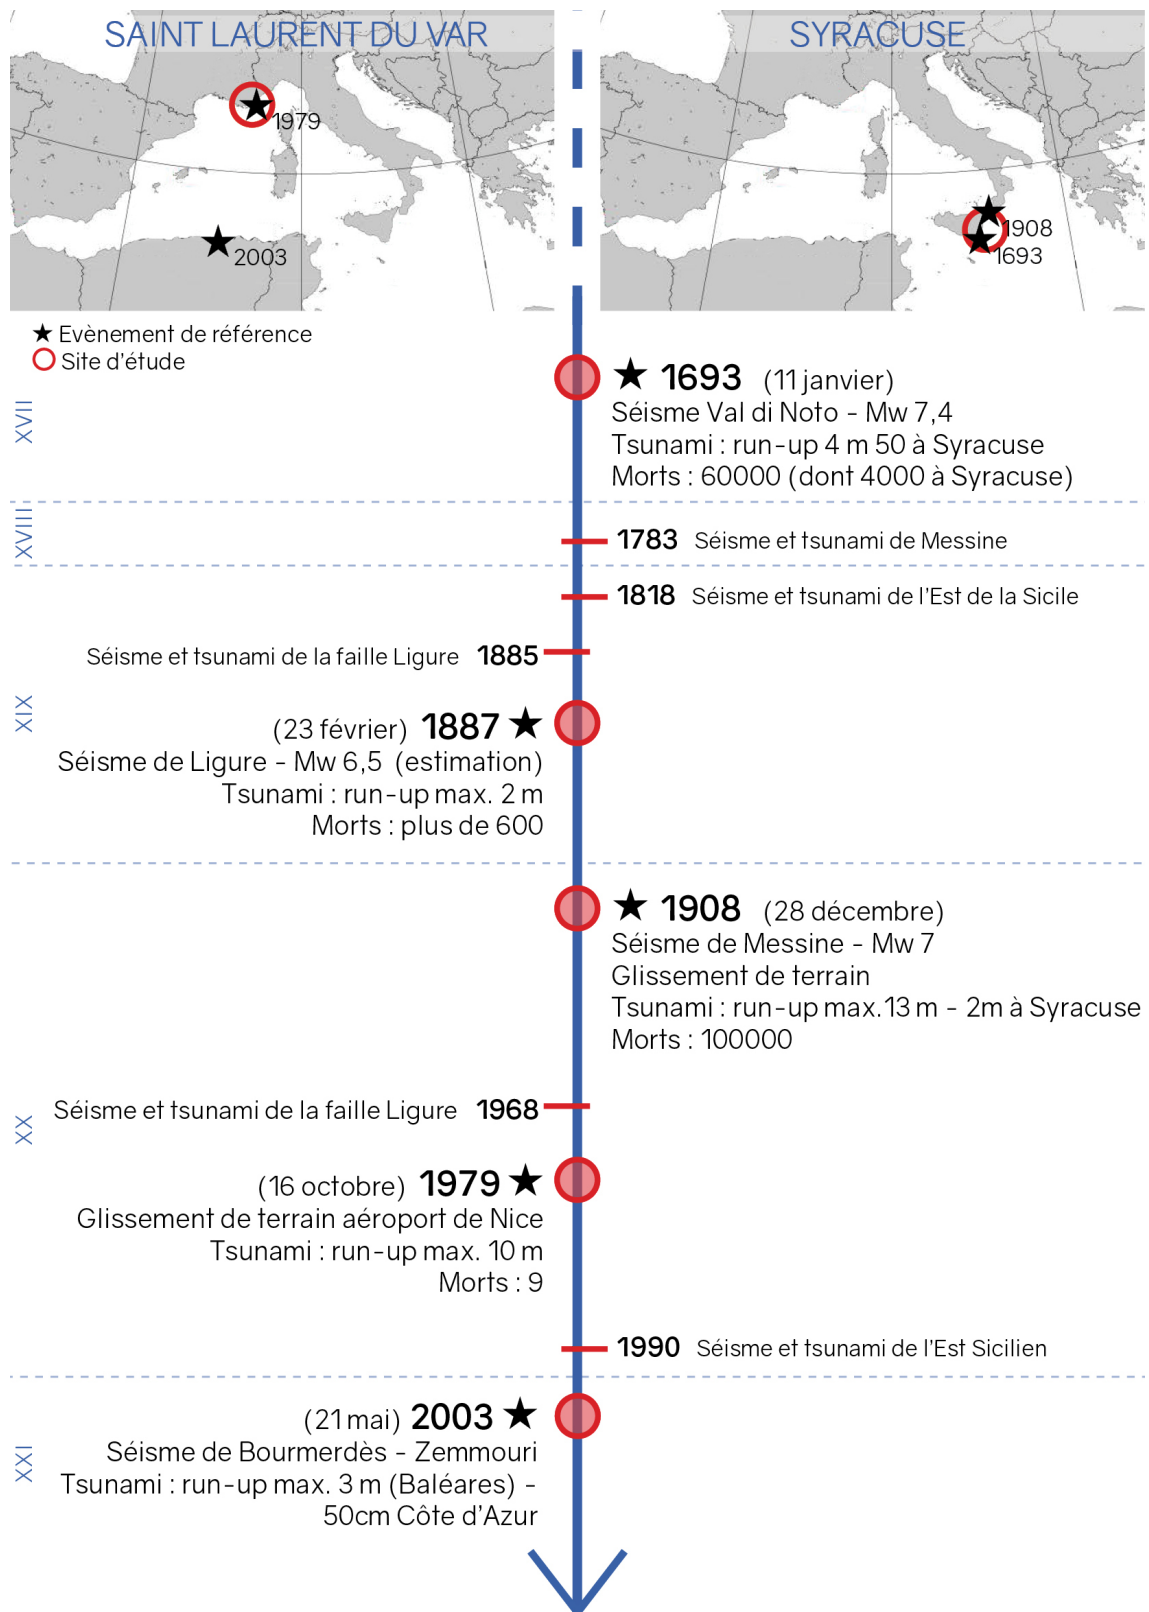 SAINT LAURENT DU VAR
1979
2003
SYRACUSE
1908
1693
★ Evènement de référence
Site d'étude
XVII
★ 1693 (11 janvier)
Séisme Val di Noto - Mw 7,4
Tsunami : run-up 4 m 50 à Syracuse
Morts : 60000 (dont 4000 à Syracuse)
XVIII
1783 Séisme et tsunami de Messine
1818 Séisme et tsunami de l'Est de la Sicile
Séisme et tsunami de la faille Ligure 1885
XIX
(23 février) 1887 ★
Séisme de Ligure - Mw 6,5 (estimation)
Tsunami : run-up max. 2 m
Morts : plus de 600
★ 1908 (28 décembre)
Séisme de Messine - Mw 7
Glissement de terrain
Tsunami : run-up max.13 m - 2m à Syracuse
Morts : 100000
XX
Séisme et tsunami de la faille Ligure 1968
(16 octobre) 1979 ★
Glissement de terrain aéroport de Nice
Tsunami : run-up max. 10 m
Morts : 9
1990 Séisme et tsunami de l'Est Sicilien
XXI
(21 mai) 2003 ★
Séisme de Bourmerdès - Zemmouri
Tsunami : run-up max. 3 m (Baléares) -
50cm Côte d'Azur